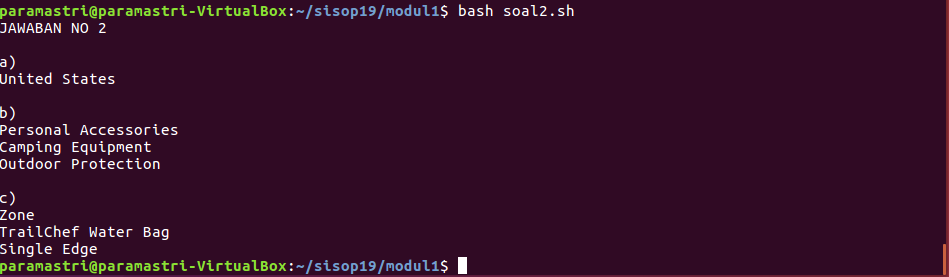 paramastri@paramastri-VirtualBox:~/sisop19/modul1$ bash soal2.sh
JAWABAN NO 2
a)
United States
b)
Personal Accessories
Camping Equipment
Outdoor Protection
c)
Zone
TrailChef Water Bag
Single Edge
paramastri@paramastri-VirtualBox:~/sisop19/modul1$